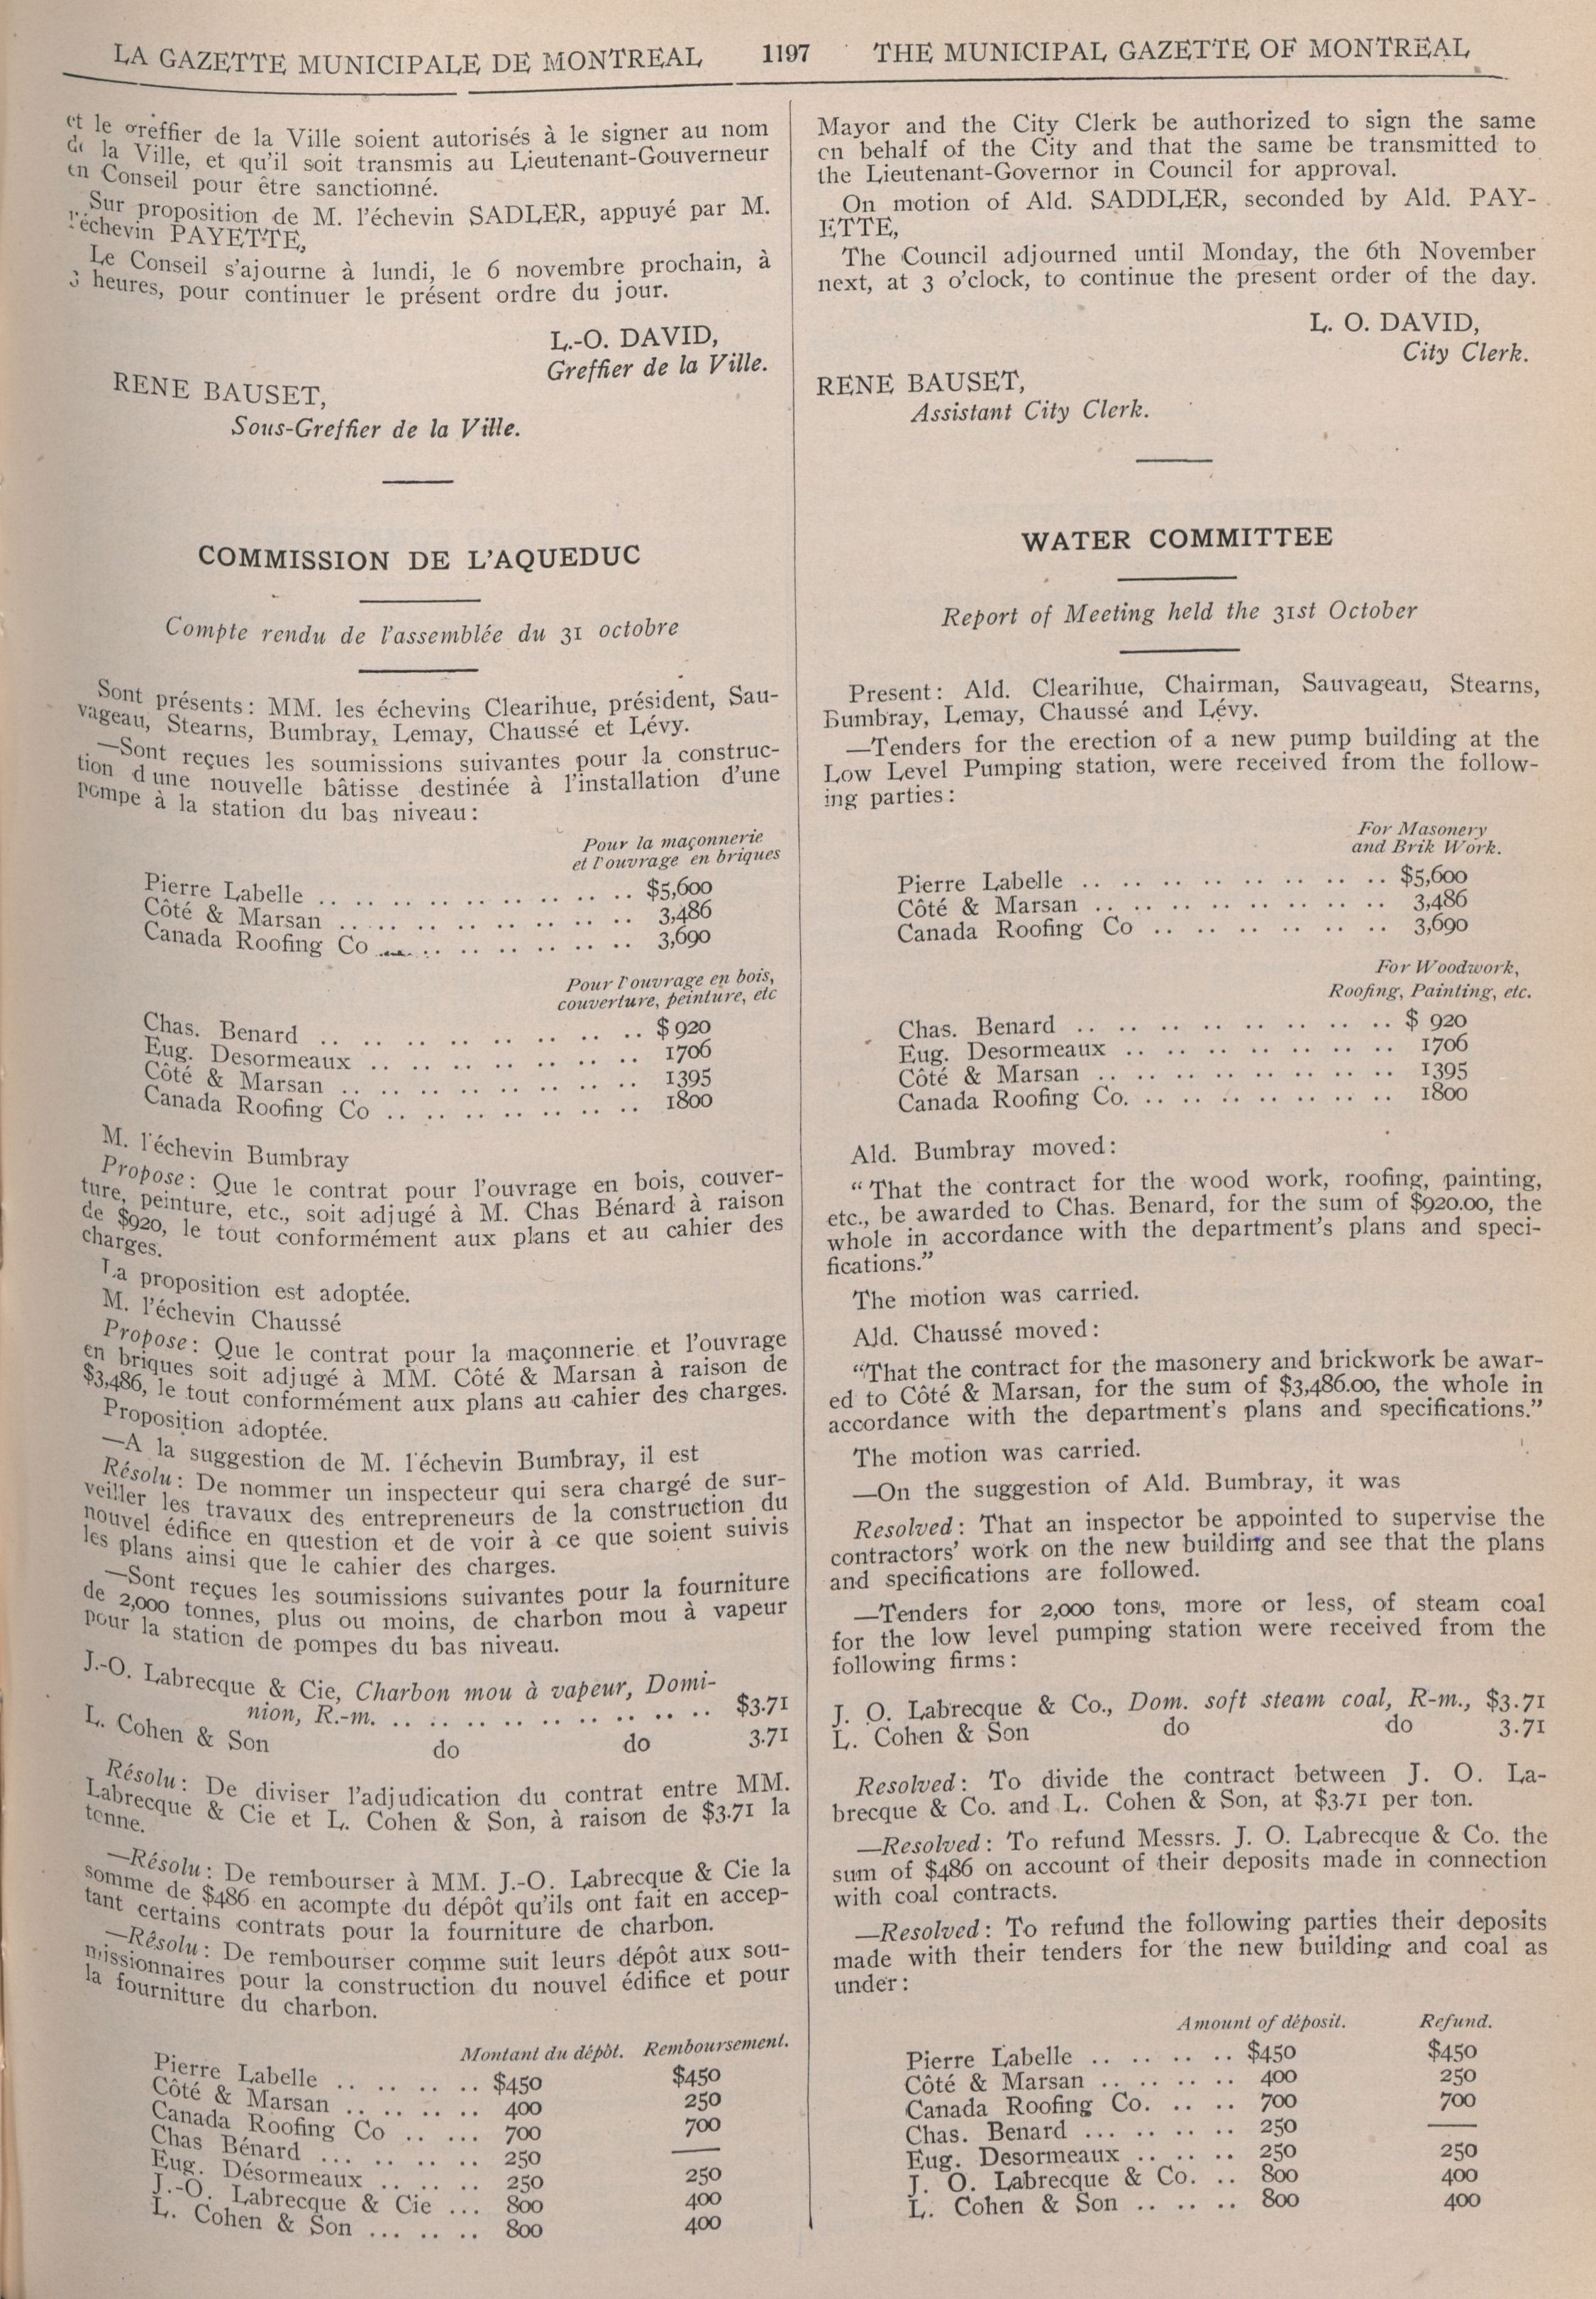 LA GAZETTE MUNICIPALE DE MONTREAL 1197 THE MUNICIPAL GAZETTE OF MONTREAL
et le greffier de la Ville soient autorisés à le signer au nom
de la Ville, et qu'il soit transmis au Lieutenant-Gouverneur
en Conseil pour être sanctionné.
Sur proposition de M. l'échevin SADLER, appuyé par M.
l'échevin PAYETTE,
Le Conseil s'ajourne à lundi, le 6 novembre prochain, à
3 heures, pour continuer le présent ordre du jour.
L.-O. DAVID,
Greffier de la Ville.
RENE BAUSET,
Sous-Greffier de la Ville.
COMMISSION DE L'AQUEDUC
Compte rendu de l'assemblée du 31 octobre
Sont présents: MM. les échevins Clearihue, président, Sau-
vageau, Stearns, Bumbray, Lemay, Chaussé et Lévy.
—Sont reçues les soumissions suivantes pour la construc-
tion d'une nouvelle bâtisse destinée à l'installation d'une
pompe à la station du bas niveau:
Pour la maçonnerie
et l'ouvrage en briques
Pierre Labelle .. .. .. .. .. .. .. .. .. $5,600
Côté & Marsan .. .. .. .. .. .. .. .. 3,486
Canada Roofing Co .. .. .. .. .. .. .. 3,690
Pour l'ouvrage en bois,
couverture, peinture, etc
Chas. Benard .. .. .. .. .. .. .. .. .. $ 920
Eug. Desormeaux .. .. .. .. .. .. .. 1706
Côté & Marsan .. .. .. .. .. .. .. .. 1395
Canada Roofing Co .. .. .. .. .. .. .. 1800
M. l'échevin Bumbray
Propose: Que le contrat pour l'ouvrage en bois, couver-
ture, peinture, etc., soit adjugé à M. Chas Bénard à raison
de $920, le tout conformément aux plans et au cahier des
charges.
La proposition est adoptée.
M. l'échevin Chaussé
Propose: Que le contrat pour la maçonnerie et l'ouvrage
en briques soit adjugé à MM. Côté & Marsan à raison de
$3,486, le tout conformément aux plans au cahier des charges.
Proposition adoptée.
—A la suggestion de M. l'échevin Bumbray, il est
Résolu: De nommer un inspecteur qui sera chargé de sur-
veiller les travaux des entrepreneurs de la construction du
nouvel édifice en question et de voir à ce que soient suivis
les plans ainsi que le cahier des charges.
—Sont reçues les soumissions suivantes pour la fourniture
de 2,000 tonnes, plus ou moins, de charbon mou à vapeur
pour la station de pompes du bas niveau.
J.-O. Labrecque & Cie, Charbon mou à vapeur, Domi-
nion, R.-m. .. .. .. .. .. .. .. .. .. $3.71
L. Cohen & Son do do 3.71
Résolu: De diviser l'adjudication du contrat entre MM.
Labrecque & Cie et L. Cohen & Son, à raison de $3.71 la
tonne.
—Résolu: De rembourser à MM. J.-O. Labrecque & Cie la
somme de $486 en acompte du dépôt qu'ils ont fait en accep-
tant certains contrats pour la fourniture de charbon.
—Résolu: De rembourser comme suit leurs dépôt aux sou-
missionnaires pour la construction du nouvel édifice et pour
la fourniture du charbon.
Montant du dépôt. Remboursement.
Pierre Labelle .. .. .. .. $450 $450
Côté & Marsan .. .. .. .. 400 250
Canada Roofing Co .. ... 700 700
Chas Bénard ... .. .. .. 250 ——
Eug. Désormeaux .. .. .. 250 250
J.-O. Labrecque & Cie ... 800 400
L. Cohen & Son ... .. .. 800 400
Mayor and the City Clerk be authorized to sign the same
on behalf of the City and that the same be transmitted to
the Lieutenant-Governor in Council for approval.
On motion of Ald. SADDLER, seconded by Ald. PAY-
ETTE,
The Council adjourned until Monday, the 6th November
next, at 3 o'clock, to continue the present order of the day.
L. O. DAVID,
City Clerk.
RENE BAUSET,
Assistant City Clerk.
WATER COMMITTEE
Report of Meeting held the 31st October
Present: Ald. Clearihue, Chairman, Sauvageau, Stearns,
Bumbray, Lemay, Chaussé and Lévy.
—Tenders for the erection of a new pump building at the
Low Level Pumping station, were received from the follow-
ing parties:
For Masonery
and Brik Work.
Pierre Labelle .. .. .. .. .. .. .. .. $5,600
Côté & Marsan .. .. .. .. .. .. .. .. 3,486
Canada Roofing Co .. .. .. .. .. .. .. 3,690
For Woodwork,
Roofing, Painting, etc.
Chas. Benard .. .. .. .. .. .. .. .. $ 920
Eug. Desormeaux .. .. .. .. .. .. .. 1706
Côté & Marsan .. .. .. .. .. .. .. .. 1395
Canada Roofing Co. .. .. .. .. .. .. .. 1800
Ald. Bumbray moved:
"That the contract for the wood work, roofing, painting,
etc., be awarded to Chas. Benard, for the sum of $920.00, the
whole in accordance with the department's plans and speci-
fications."
The motion was carried.
Ald. Chaussé moved:
"That the contract for the masonery and brickwork be awar-
ed to Côté & Marsan, for the sum of $3,486.00, the whole in
accordance with the department's plans and specifications."
The motion was carried.
—On the suggestion of Ald. Bumbray, it was
Resolved: That an inspector be appointed to supervise the
contractors' work on the new building and see that the plans
and specifications are followed.
—Tenders for 2,000 tons, more or less, of steam coal
for the low level pumping station were received from the
following firms:
J. O. Labrecque & Co., Dom. soft steam coal, R-m., $3.71
L. Cohen & Son do do 3.71
Resolved: To divide the contract between J. O. La-
brecque & Co. and L. Cohen & Son, at $3.71 per ton.
—Resolved: To refund Messrs. J. O. Labrecque & Co. the
sum of $486 on account of their deposits made in connection
with coal contracts.
—Resolved: To refund the following parties their deposits
made with their tenders for the new building and coal as
under:
Amount of déposit. Refund.
Pierre Labelle .. .. .. .. $450 $450
Côté & Marsan .. .. .. .. 400 250
Canada Roofing Co. .. .. 700 700
Chas. Benard ... .. .. .. 250 ——
Eug. Desormeaux .. .. .. 250 250
J. O. Labrecque & Co. .. 800 400
L. Cohen & Son .. .. .. 800 400